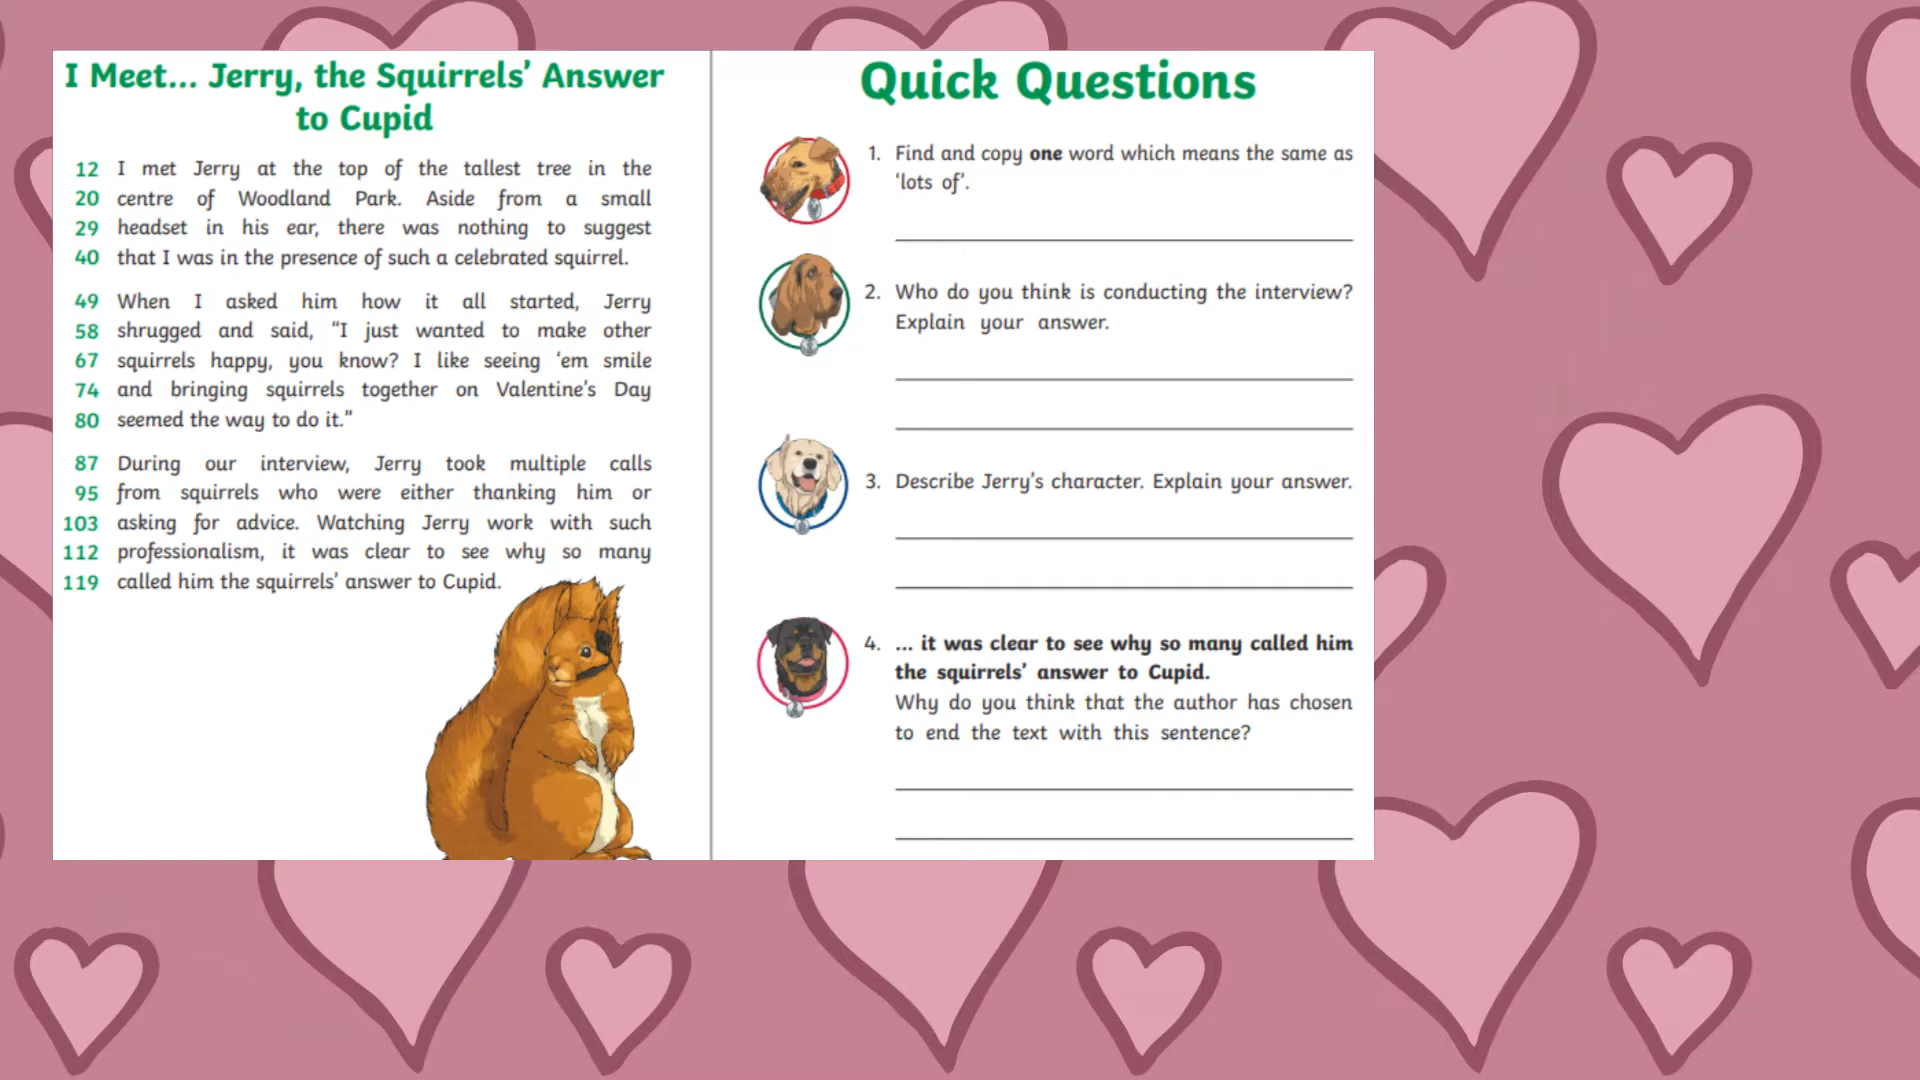 I Meet... Jerry, the Squirrels’ Answer
to Cupid
12 I met Jerry at the top of the tallest tree in the
20 centre of Woodland Park. Aside from a small
29 headset in his ear, there was nothing to suggest
40 that I was in the presence of such a celebrated squirrel.
49 When I asked him how it all started, Jerry
58 shrugged and said, “I just wanted to make other
67 squirrels happy, you know? I like seeing ‘em smile
74 and bringing squirrels together on Valentine’s Day
80 seemed the way to do it.”
87 During our interview, Jerry took multiple calls
95 from squirrels who were either thanking him or
103 asking for advice. Watching Jerry work with such
112 professionalism, it was clear to see why so many
119 called him the squirrels’ answer to Cupid.
Quick Questions
1. Find and copy one word which means the same as
‘lots of’.
2. Who do you think is conducting the interview?
Explain your answer.
3. Describe Jerry’s character. Explain your answer.
4. ... it was clear to see why so many called him
the squirrels’ answer to Cupid.
Why do you think that the author has chosen
to end the text with this sentence?